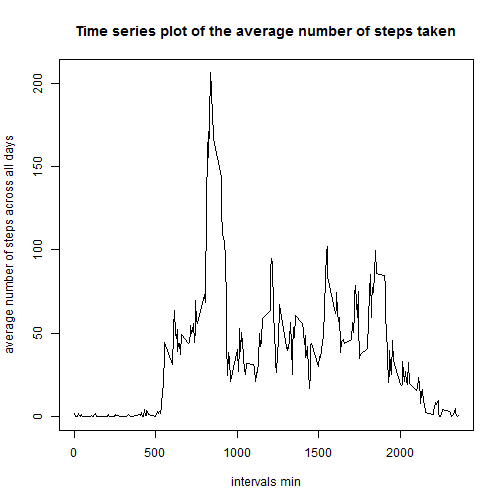 Time series plot of the average number of steps taken
average number of steps across all days
200
150
100
50
0
0 500 1000 1500 2000
intervals min